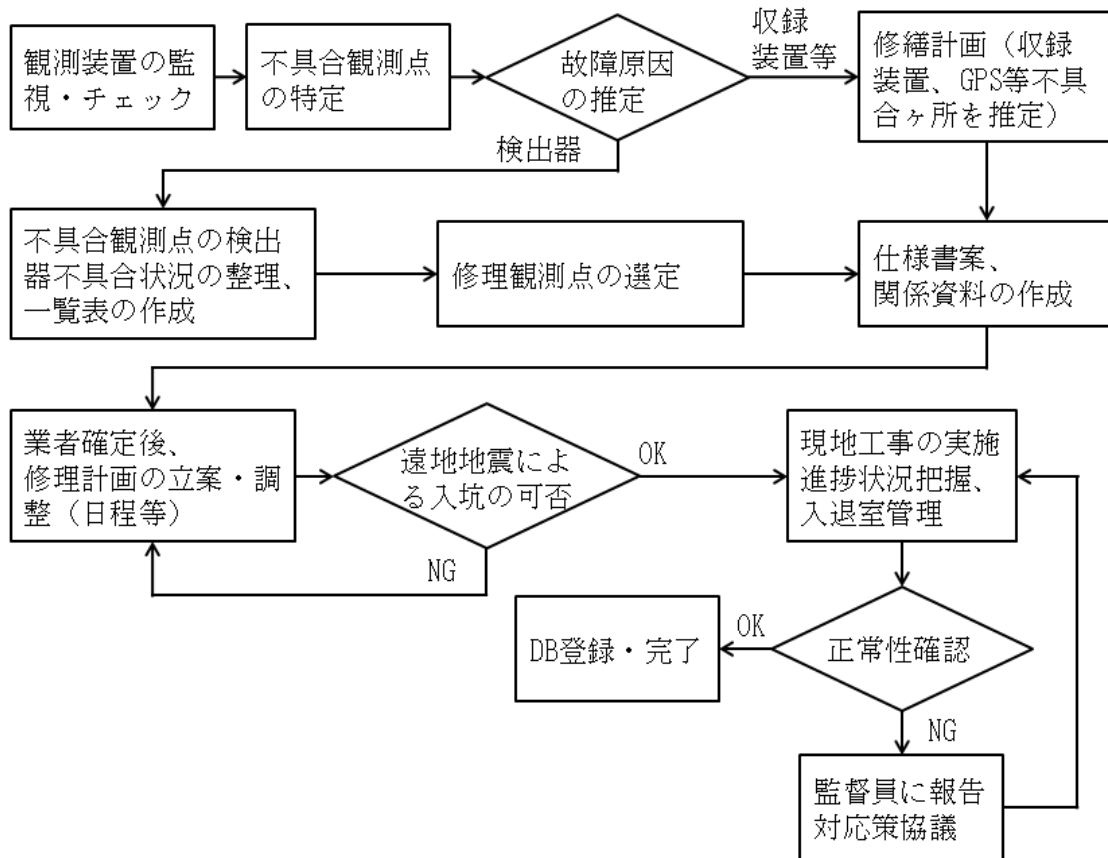 観測装置の監
視・チェック
不具合観測点
の特定
故障原因
の推定
収録
装置等
修繕計画（収録
装置、GPS等不具
合ヶ所を推定）
検出器
不具合観測点の検出
器不具合状況の整理、
一覧表の作成
修理観測点の選定
仕様書案、
関係資料の作成
業者確定後、
修理計画の立案・調
整（日程等）
遠地地震によ
る入坑の可否
OK
NG
現地工事の実施
進捗状況把握、
入退室管理
正常性確認
OK
DB登録・完了
NG
監督員に報告
対応策協議